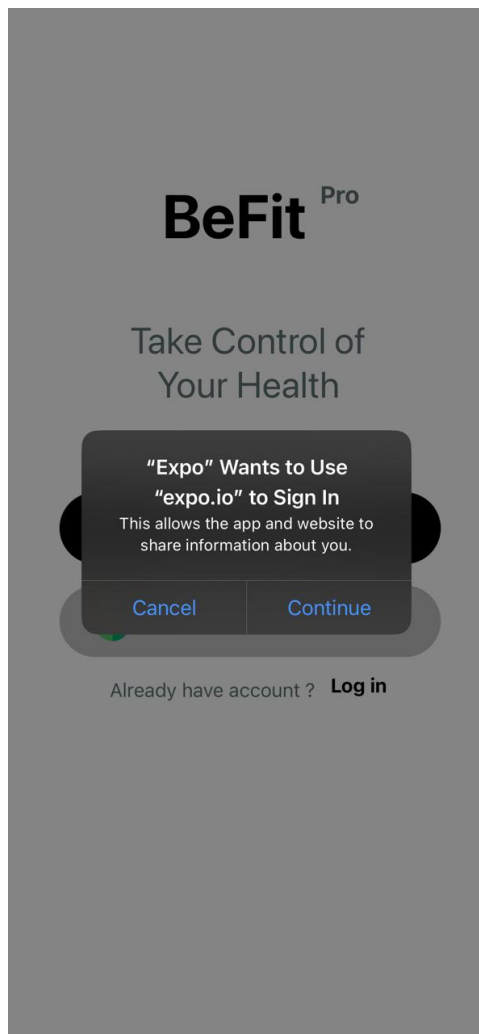 BeFit Pro
Take Control of
Your Health
“Expo” Wants to Use
“expo.io” to Sign In
This allows the app and website to
share information about you.
Cancel Continue
Already have account ? Log in